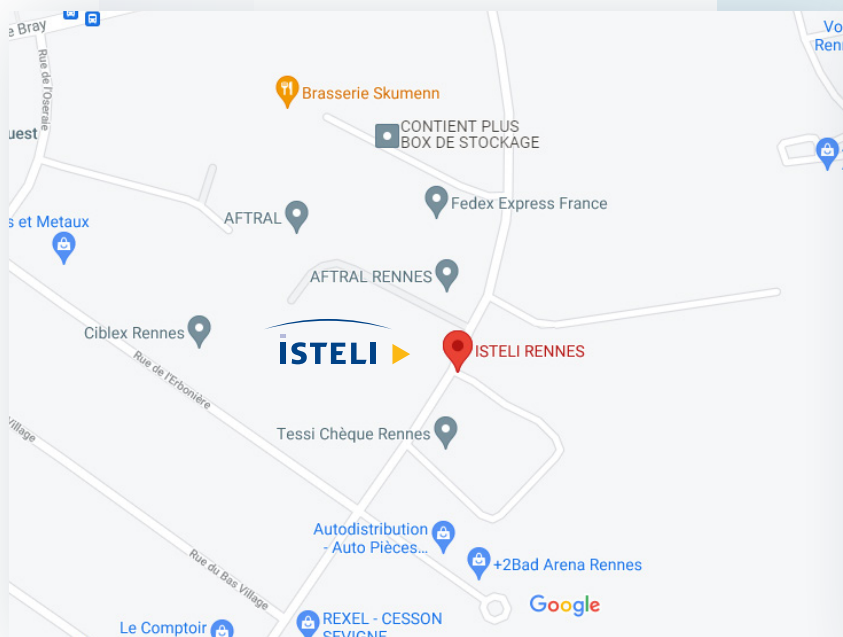 e Bray
Vo
Renn
Rue de l'Oseraie
Brasserie Skumenn
CONTIENT PLUS
BOX DE STOCKAGE
uest
Fedex Express France
AFTRAL
s et Metaux
AFTRAL RENNES
Ciblex Rennes
ISTELI
ISTELI RENNES
Rue de l'Erbonière
Village
Tessi Chèque Rennes
Autodistribution
- Auto Pièces...
+2Bad Arena Rennes
Rue du Bas Village
Google
Le Comptoir
REXEL - CESSON
SEVIGNE